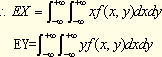 ∴ EX = ∫_{-∞}^{+∞} ∫_{-∞}^{+∞} xf(x, y)dxdy
EY=∫_{-∞}^{+∞} ∫_{-∞}^{+∞} yf(x, y)dxdy